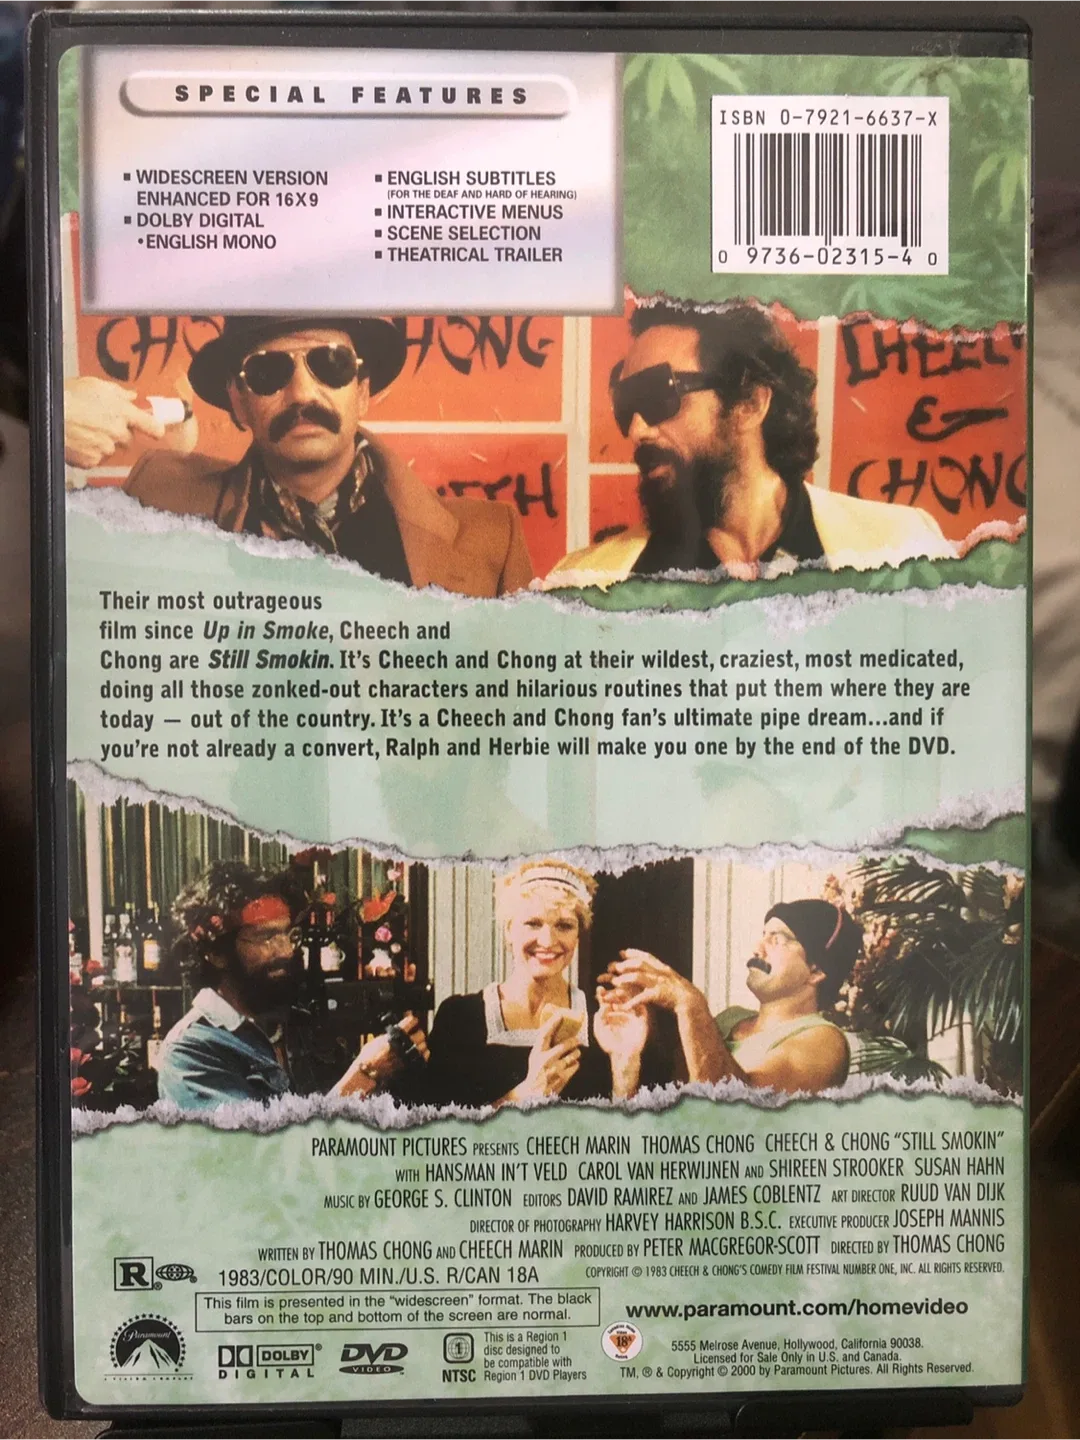 SPECIAL FEATURES
▪ WIDESCREEN VERSION
ENHANCED FOR 16X9
▪ DOLBY DIGITAL
• ENGLISH MONO
▪ ENGLISH SUBTITLES
(FOR THE DEAF AND HARD OF HEARING)
▪ INTERACTIVE MENUS
▪ SCENE SELECTION
▪ THEATRICAL TRAILER
ISBN 0-7921-6637-X
0 9736-02315-4 0
CHONG
CHEECH
&
CHONG
Their most outrageous
film since Up in Smoke, Cheech and
Chong are Still Smokin. It's Cheech and Chong at their wildest, craziest, most medicated,
doing all those zonked-out characters and hilarious routines that put them where they are
today — out of the country. It's a Cheech and Chong fan's ultimate pipe dream...and if
you're not already a convert, Ralph and Herbie will make you one by the end of the DVD.
PARAMOUNT PICTURES PRESENTS CHEECH MARIN THOMAS CHONG CHEECH & CHONG "STILL SMOKIN"
WITH HANSMAN IN'T VELD CAROL VAN HERWIJNEN AND SHIREEN STROOKER SUSAN HAHN
MUSIC BY GEORGE S. CLINTON EDITORS DAVID RAMIREZ AND JAMES COBLENTZ ART DIRECTOR RUUD VAN DIJK
DIRECTOR OF PHOTOGRAPHY HARVEY HARRISON B.S.C. EXECUTIVE PRODUCER JOSEPH MANNIS
WRITTEN BY THOMAS CHONG AND CHEECH MARIN PRODUCED BY PETER MACGREGOR-SCOTT DIRECTED BY THOMAS CHONG
R ® 1983/COLOR/90 MIN./U.S. R/CAN 18A
COPYRIGHT © 1983 CHEECH & CHONG'S COMEDY FILM FESTIVAL NUMBER ONE, INC. ALL RIGHTS RESERVED.
This film is presented in the "widescreen" format. The black
bars on the top and bottom of the screen are normal.
www.paramount.com/homevideo
Paramount
DOLBY ®
DIGITAL
DVD
VIDEO
1
NTSC
This is a Region 1
disc designed to
be compatible with
Region 1 DVD Players
18
5555 Melrose Avenue, Hollywood, California 90038.
Licensed for Sale Only in U.S. and Canada.
TM, ® & Copyright © 2000 by Paramount Pictures. All Rights Reserved.